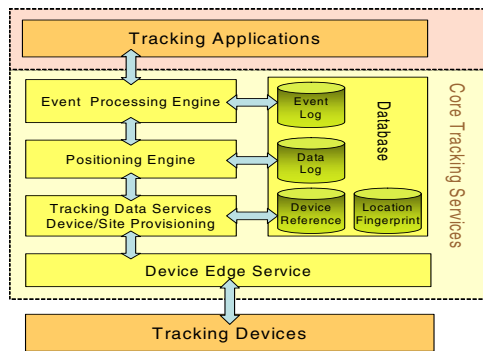 Tracking Applications
Event Processing Engine
Event
Log
Database
Core Tracking Services
Positioning Engine
Data
Log
Tracking Data Services
Device/Site Provisioning
Device
Reference
Location
Fingerprint
Device Edge Service
Tracking Devices